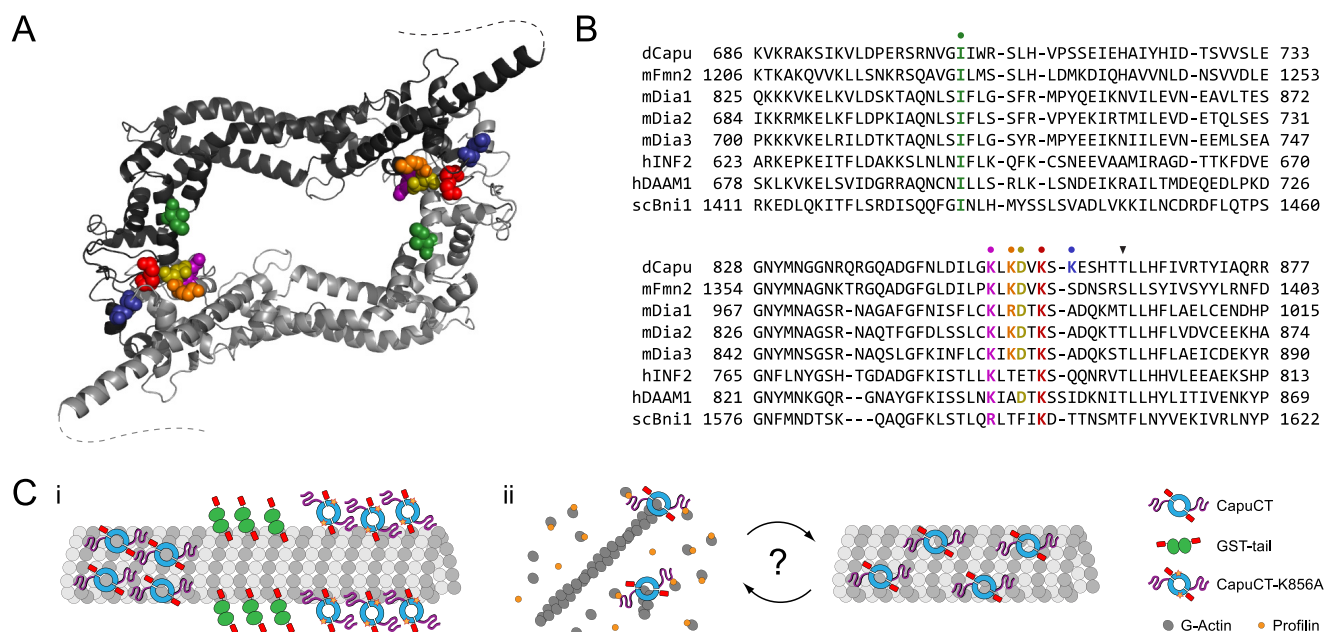 A
B
dCapu 686 KVKRAKSIKVLDPERSRNVGIIWR-SLH-VPSSEIEHAIYHID-TSVVSLE 733
mFmn2 1206 KTKAKQVVKLLSNKRSQAVGILMS-SLH-LDMKDIQHAVVNLD-NSVVDLE 1253
mDia1 825 QKKKVKELKVLDSKTAQNLSIFLG-SFR-MPYQEIKNVILEVN-EAVLTES 872
mDia2 684 IKKRMKELKFLDPKIAQNLSIFLS-SFRVPYEKIRTMILEVD-ETQLSES 731
mDia3 700 PKKKVKELRILDTKTAQNLSIFLG-SYR-MPYEEIKNIILEVN-EEMLSEA 747
hINF2 623 ARKEPKEITFLDAKKSLNLNIFLK-QFK-CSNEEVAAMIRAGD-TTKFDVE 670
hDAAM1 678 SKLKVKELSVIDGRRAQNCNILLS-RLK-LSNDEIKRAILTMDEQEDLPKD 726
scBni1 1411 RKEDLQKITFLSRDISQQFGINLHMYSSLSVADLVKKILNCDRDFLQTPS 1460
dCapu 828 GNYMNGGNRQRGQADGFNLDILGKLKDVKS-KESHTTLLHFIVRTYIAQRR 877
mFmn2 1354 GNYMNAGNKTRGQADGFGLDILPKLKDVKS-SDNSRSLLSYIVSYYLRNFD 1403
mDia1 967 GNYMNAGSR-NAGAFGFNISFLCKLRDTKS-ADQKMTLLHFLAELCENDHP 1015
mDia2 826 GNYMNAGSR-NAQTFGFDLSSLCKLKDTKS-ADQKTTLLHFLVDVCEEKHA 874
mDia3 842 GNYMNSGSR-NAQSLGFKINFLCKIKDTKS-ADQKSTLLHFLAEICDEKYR 890
hINF2 765 GNFLNYGSH-TGDADGFKISTLLKLTETKS-QQNRVTLLHHVLEEAEKSHP 813
hDAAM1 821 GNYMNKGQR--GNAYGFKISSLNKIADTKSSIDKNITLLHYLITIVENKYP 869
scBni1 1576 GNFMNDTSK---QAQGFKLSTLQRLTFIKD-TTNSMTFLNYVEKIVRLNYP 1622
C
i
ii
?
CapuCT
GST-tail
CapuCT-K856A
G-Actin
Profilin